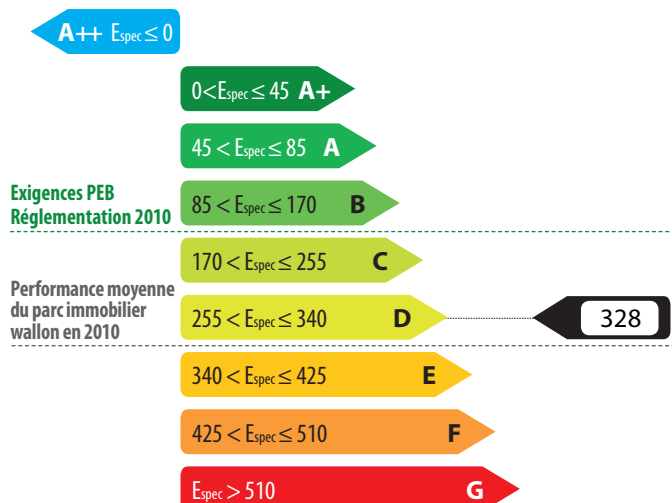 A++ Espec ≤ 0
0<Espec ≤ 45 A+
45 < Espec ≤ 85 A
Exigences PEB
Réglementation 2010
85 < Espec ≤ 170 B
170 < Espec ≤ 255 C
Performance moyenne
du parc immobilier
wallon en 2010
255 < Espec ≤ 340 D
328
340 < Espec ≤ 425 E
425 < Espec ≤ 510 F
Espec > 510 G